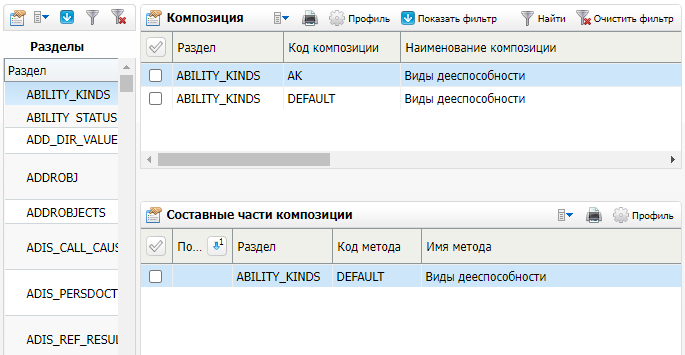 Разделы
Раздел
ABILITY_KINDS
ABILITY_STATUS
ADD_DIR_VALUE
ADDROBJ
ADDROBJECTS
ADIS_CALL_CAUS
ADIS_PERSDOCT
ADIS_REF_RESUL
Композиция Профиль Показать фильтр Найти Очистить фильтр
Раздел Код композиции Наименование композиции
ABILITY_KINDS AK Виды дееспособности
ABILITY_KINDS DEFAULT Виды дееспособности
Составные части композиции Профиль
По... 1 Раздел Код метода Имя метода
ABILITY_KINDS DEFAULT Виды дееспособности